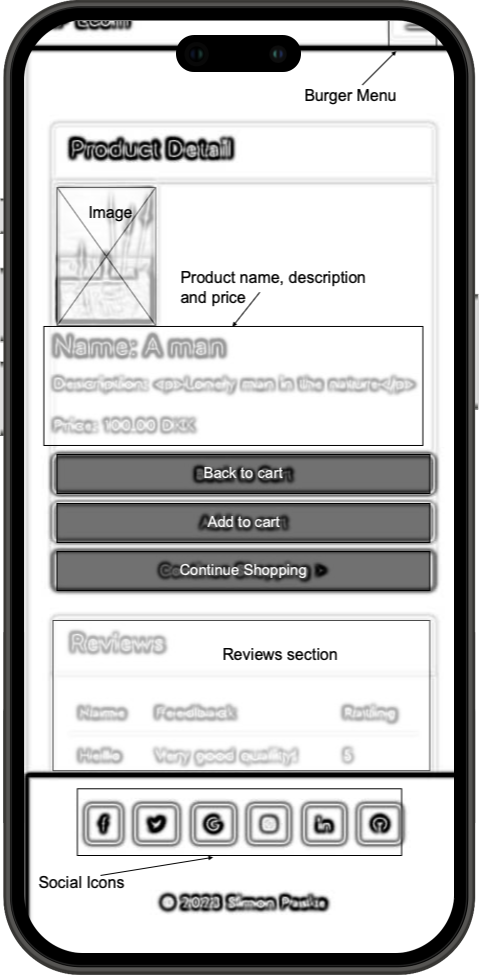 Ecom
Burger Menu
Product Detail
Image
Product name, description
and price
Name: A man
Description: <p>Lonely man in the nature</p>
Price: 100.00 DKK
Back to cart
Add to cart
Continue Shopping
Reviews
Reviews section
Name Feedback Rating
Hello Very good quality! 5
Social Icons
© 2023 Simon